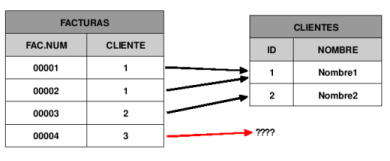 FACTURAS
FAC.NUM CLIENTE
00001 1
00002 1
00003 2
00004 3
CLIENTES
ID NOMBRE
1 Nombre1
2 Nombre2
????